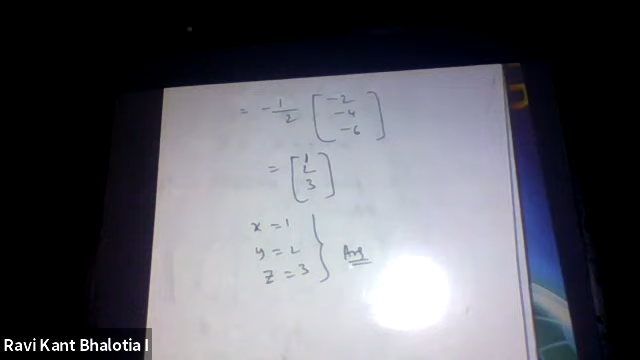 = -1/2 [-2
-4
-6]
= [1
2
3]
x = 1
y = 2
z = 3 } Ans
Ravi Kant Bhalotia I